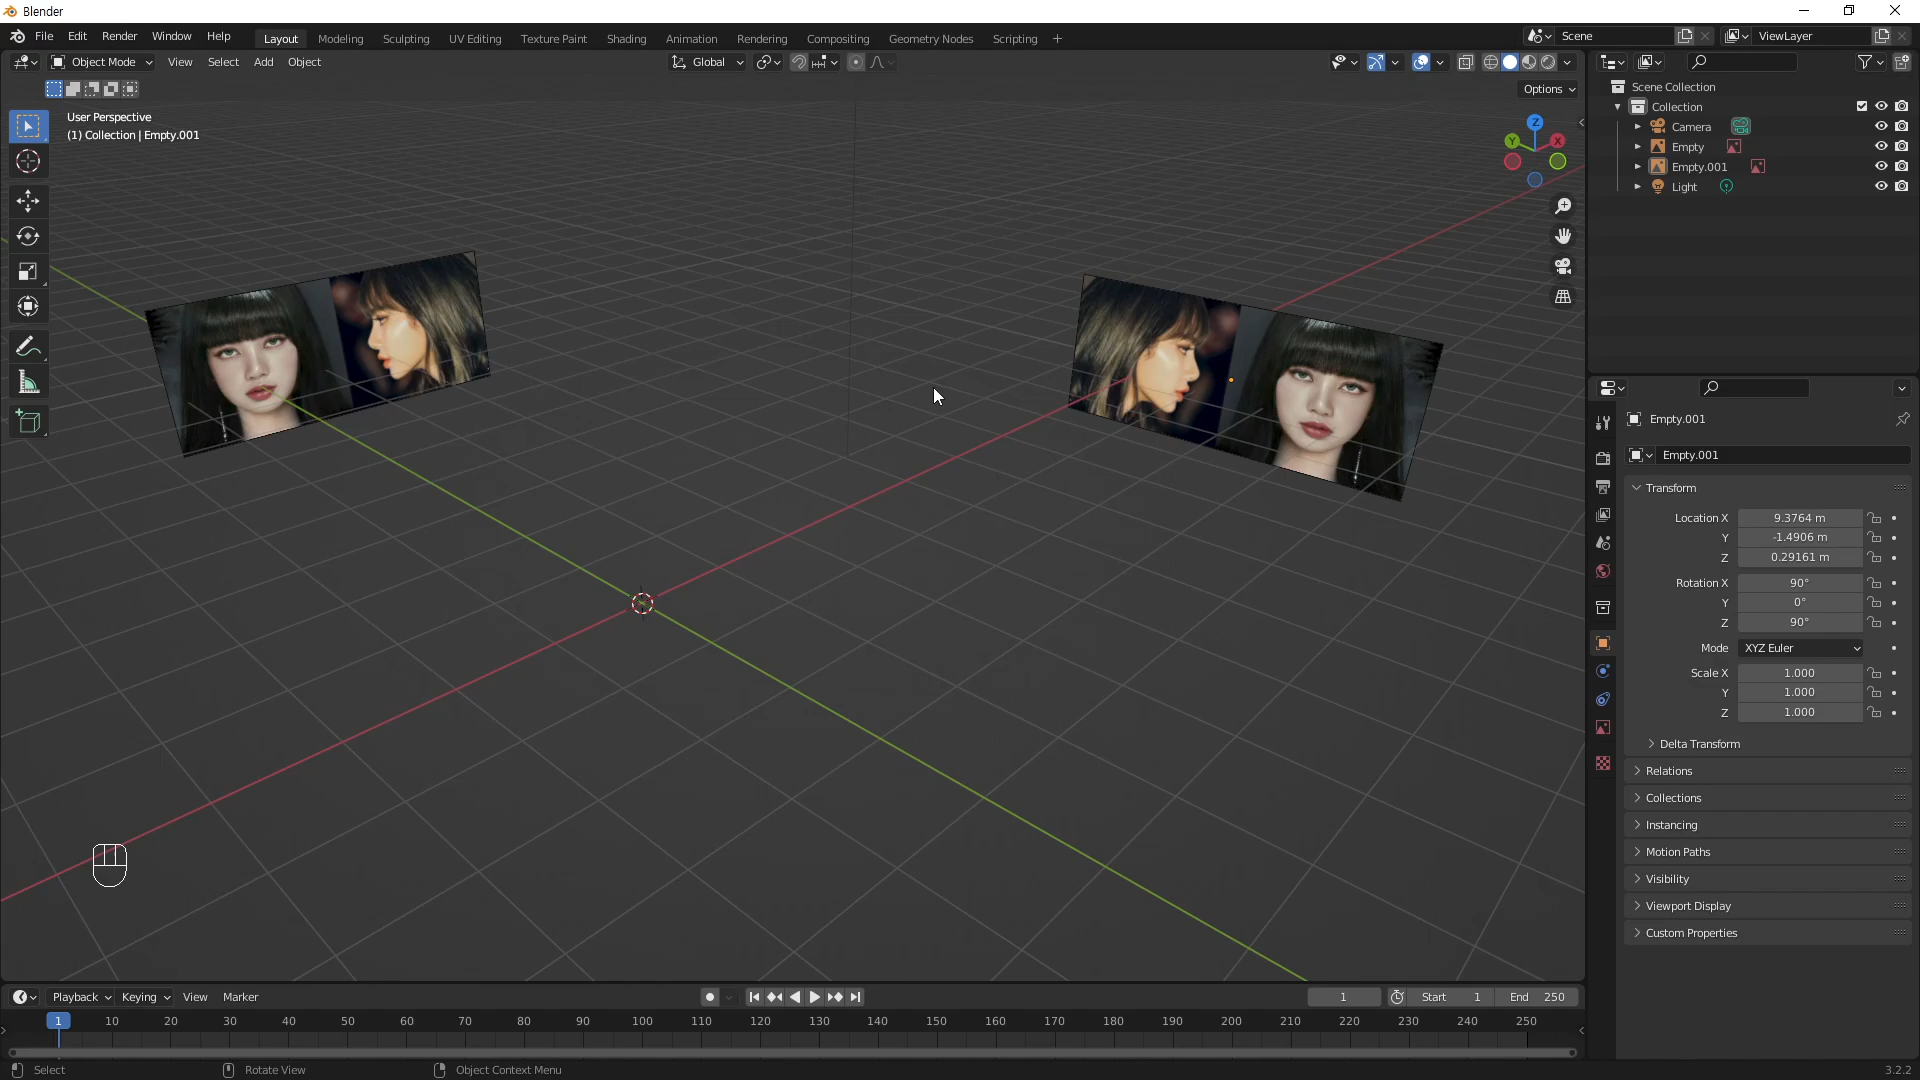 Blender
File Edit Render Window Help Layout Modeling Sculpting UV Editing Texture Paint Shading Animation Rendering Compositing Geometry Nodes Scripting + Scene ViewLayer
Object Mode View Select Add Object Global
Options
User Perspective
(1) Collection | Empty.001
Z
Y X
Scene Collection
Collection
Camera
Empty
Empty.001
Light
Empty.001
Empty.001
Transform
Location X 9.3764 m
Y -1.4906 m
Z 0.29161 m
Rotation X 90°
Y 0°
Z 90°
Mode XYZ Euler
Scale X 1.000
Y 1.000
Z 1.000
Delta Transform
Relations
Collections
Instancing
Motion Paths
Visibility
Viewport Display
Custom Properties
Playback Keying View Marker 1 Start 1 End 250
1 10 20 30 40 50 60 70 80 90 100 110 120 130 140 150 160 170 180 190 200 210 220 230 240 250
Select Rotate View Object Context Menu 3.2.2